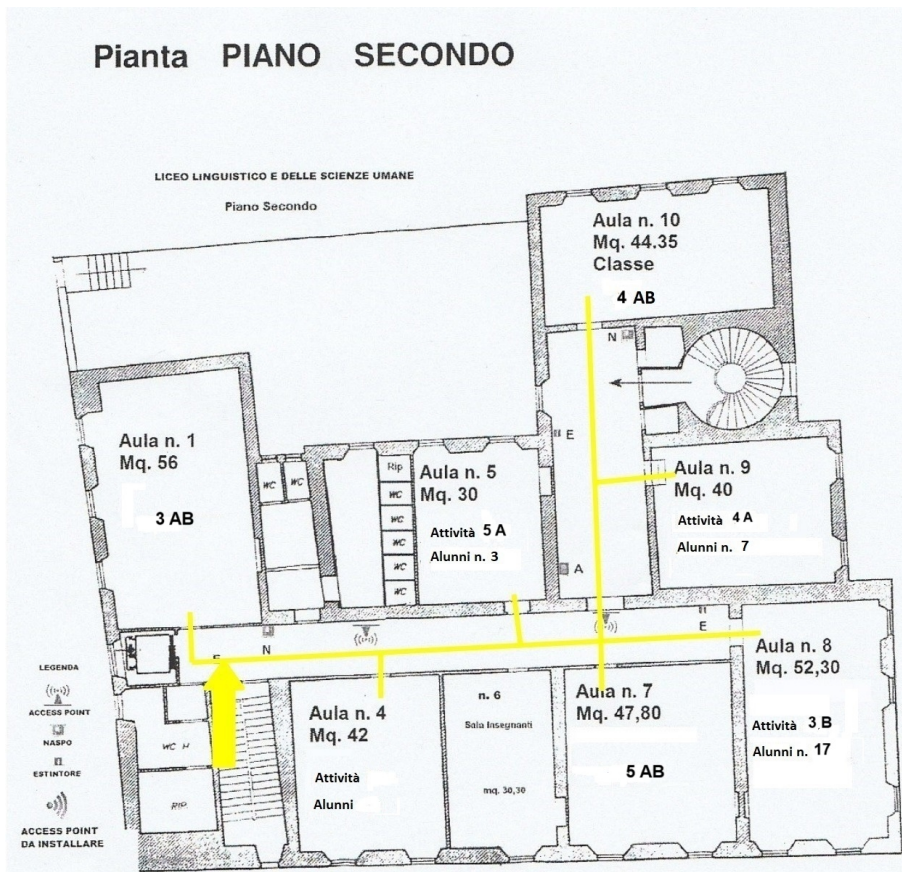 Pianta PIANO SECONDO
LICEO LINGUISTICO E DELLE SCIENZE UMANE
Piano Secondo
Aula n. 10
Mq. 44.35
Classe
4 AB
N
E
A
Aula n. 1
Mq. 56
3 AB
WC
WC
Rip
WC
WC
WC
WC
WC
Aula n. 5
Mq. 30
Attività 5 A
Alunni n. 3
Aula n. 9
Mq. 40
Attività 4 A
Alunni n. 7
N
E
Aula n. 8
Mq. 52,30
Attività 3 B
Alunni n. 17
Aula n. 4
Mq. 42
Attività
Alunni
n. 6
Sala Insegnanti
mq. 30,30
Aula n. 7
Mq. 47,80
5 AB
WC H
RIP
LEGENDA
ACCESS POINT
NASPO
ESTINTORE
ACCESS POINT
DA INSTALLARE